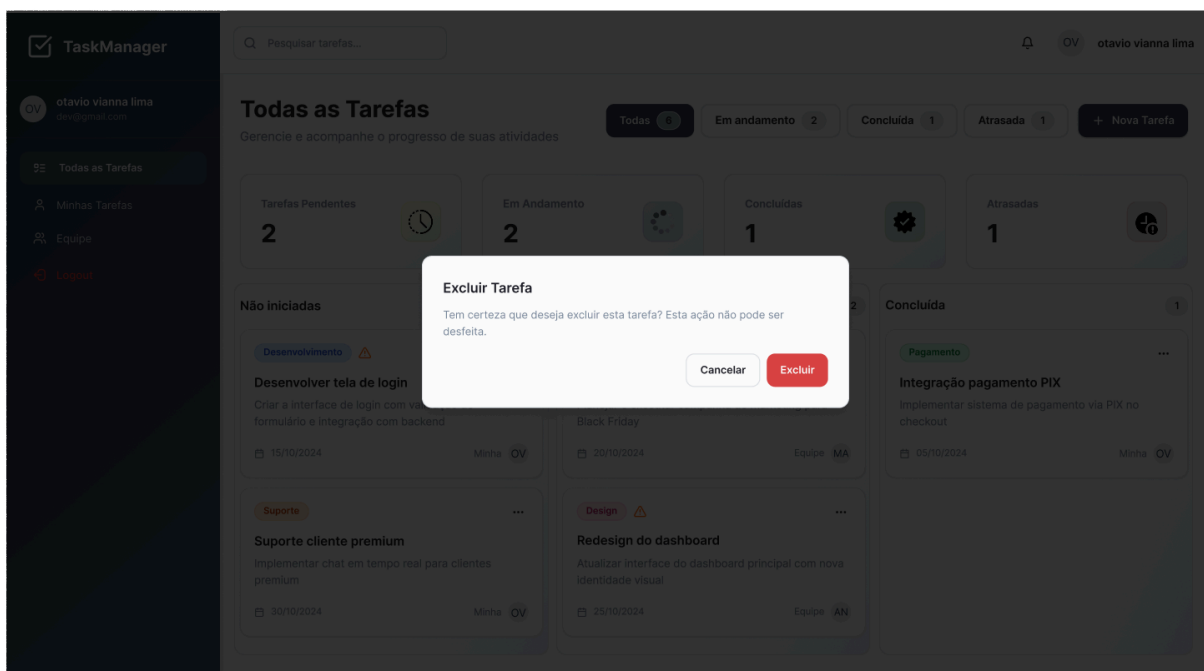 TaskManager
Pesquisar tarefas...
OV
otavio vianna lima
OV
otavio vianna lima
dev@gmail.com
Todas as Tarefas
Minhas Tarefas
Equipe
Logout
Todas as Tarefas
Gerencie e acompanhe o progresso de suas atividades
Todas 6
Em andamento 2
Concluída 1
Atrasada 1
+ Nova Tarefa
Tarefas Pendentes
2
Em Andamento
2
Concluídas
1
Atrasadas
1
Excluir Tarefa
Tem certeza que deseja excluir esta tarefa? Esta ação não pode ser
desfeita.
Cancelar
Excluir
Não iniciadas
Desenvolvimento
Desenvolver tela de login
Criar a interface de login com
formulário e integração com backend
15/10/2024
Minha OV
Suporte
Suporte cliente premium
Implementar chat em tempo real para clientes
premium
30/10/2024
Minha OV
2
Black Friday
20/10/2024
Equipe MA
Design
Redesign do dashboard
Atualizar interface do dashboard principal com nova
identidade visual
25/10/2024
Equipe AN
Concluída
1
Pagamento
Integração pagamento PIX
Implementar sistema de pagamento via PIX no
checkout
05/10/2024
Minha OV